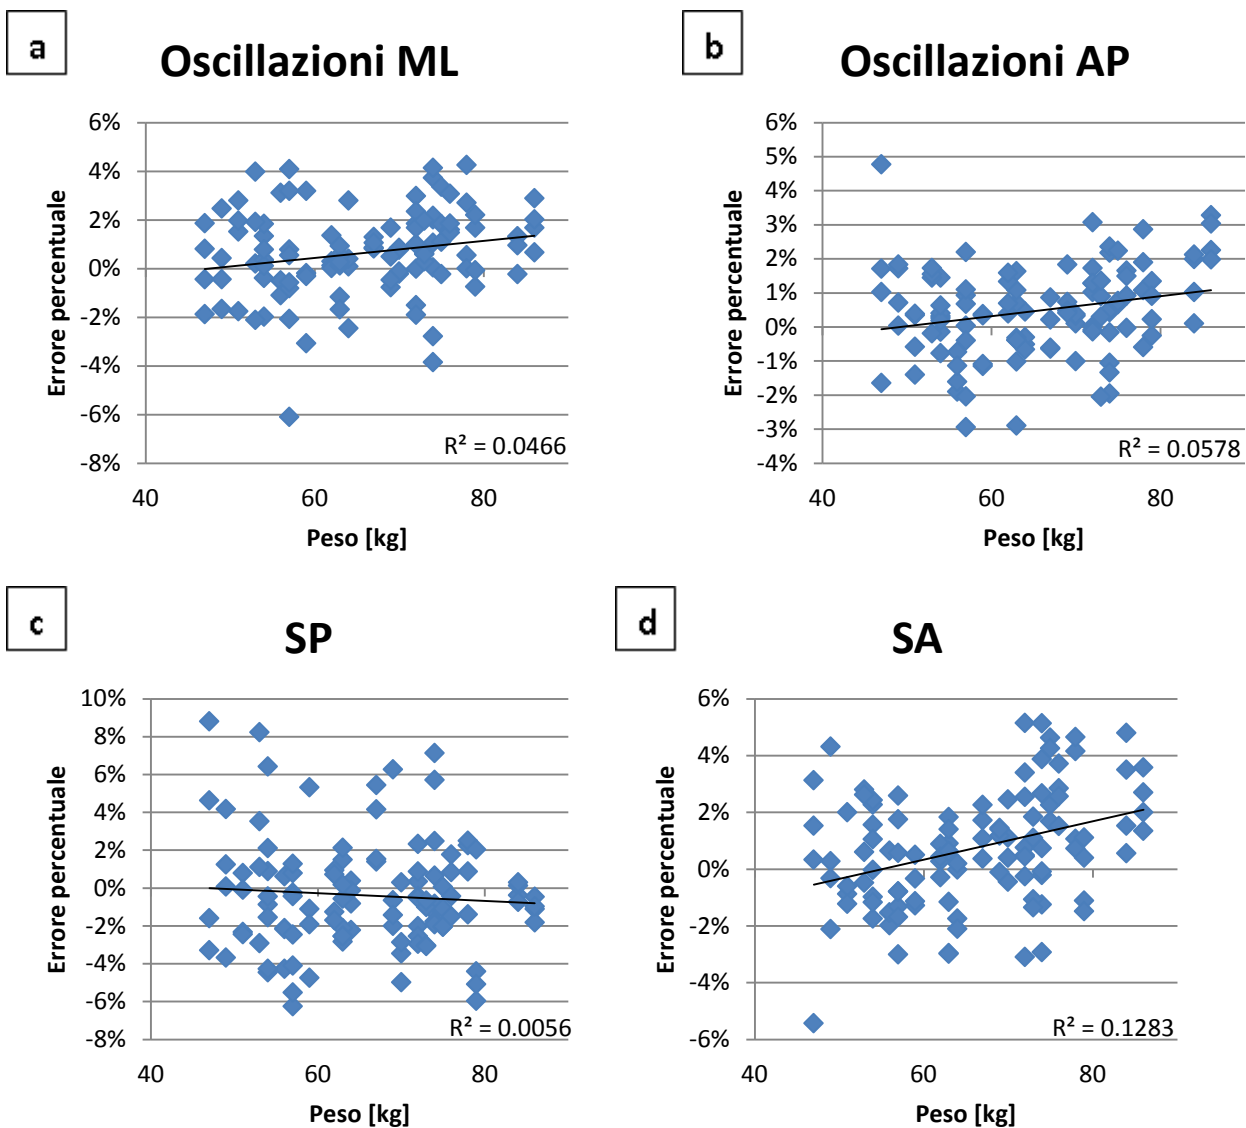 a
Oscillazioni ML
6%
4%
2%
0%
-2%
-4%
-6%
-8%
Errore percentuale
R² = 0.0466
40 60 80
Peso [kg]
b
Oscillazioni AP
6%
5%
4%
3%
2%
1%
0%
-1%
-2%
-3%
-4%
Errore percentuale
R² = 0.0578
40 60 80
Peso [kg]
c
SP
10%
8%
6%
4%
2%
0%
-2%
-4%
-6%
-8%
Errore percentuale
R² = 0.0056
40 60 80
Peso [kg]
d
SA
6%
4%
2%
0%
-2%
-4%
-6%
Errore percentuale
R² = 0.1283
40 60 80
Peso [kg]